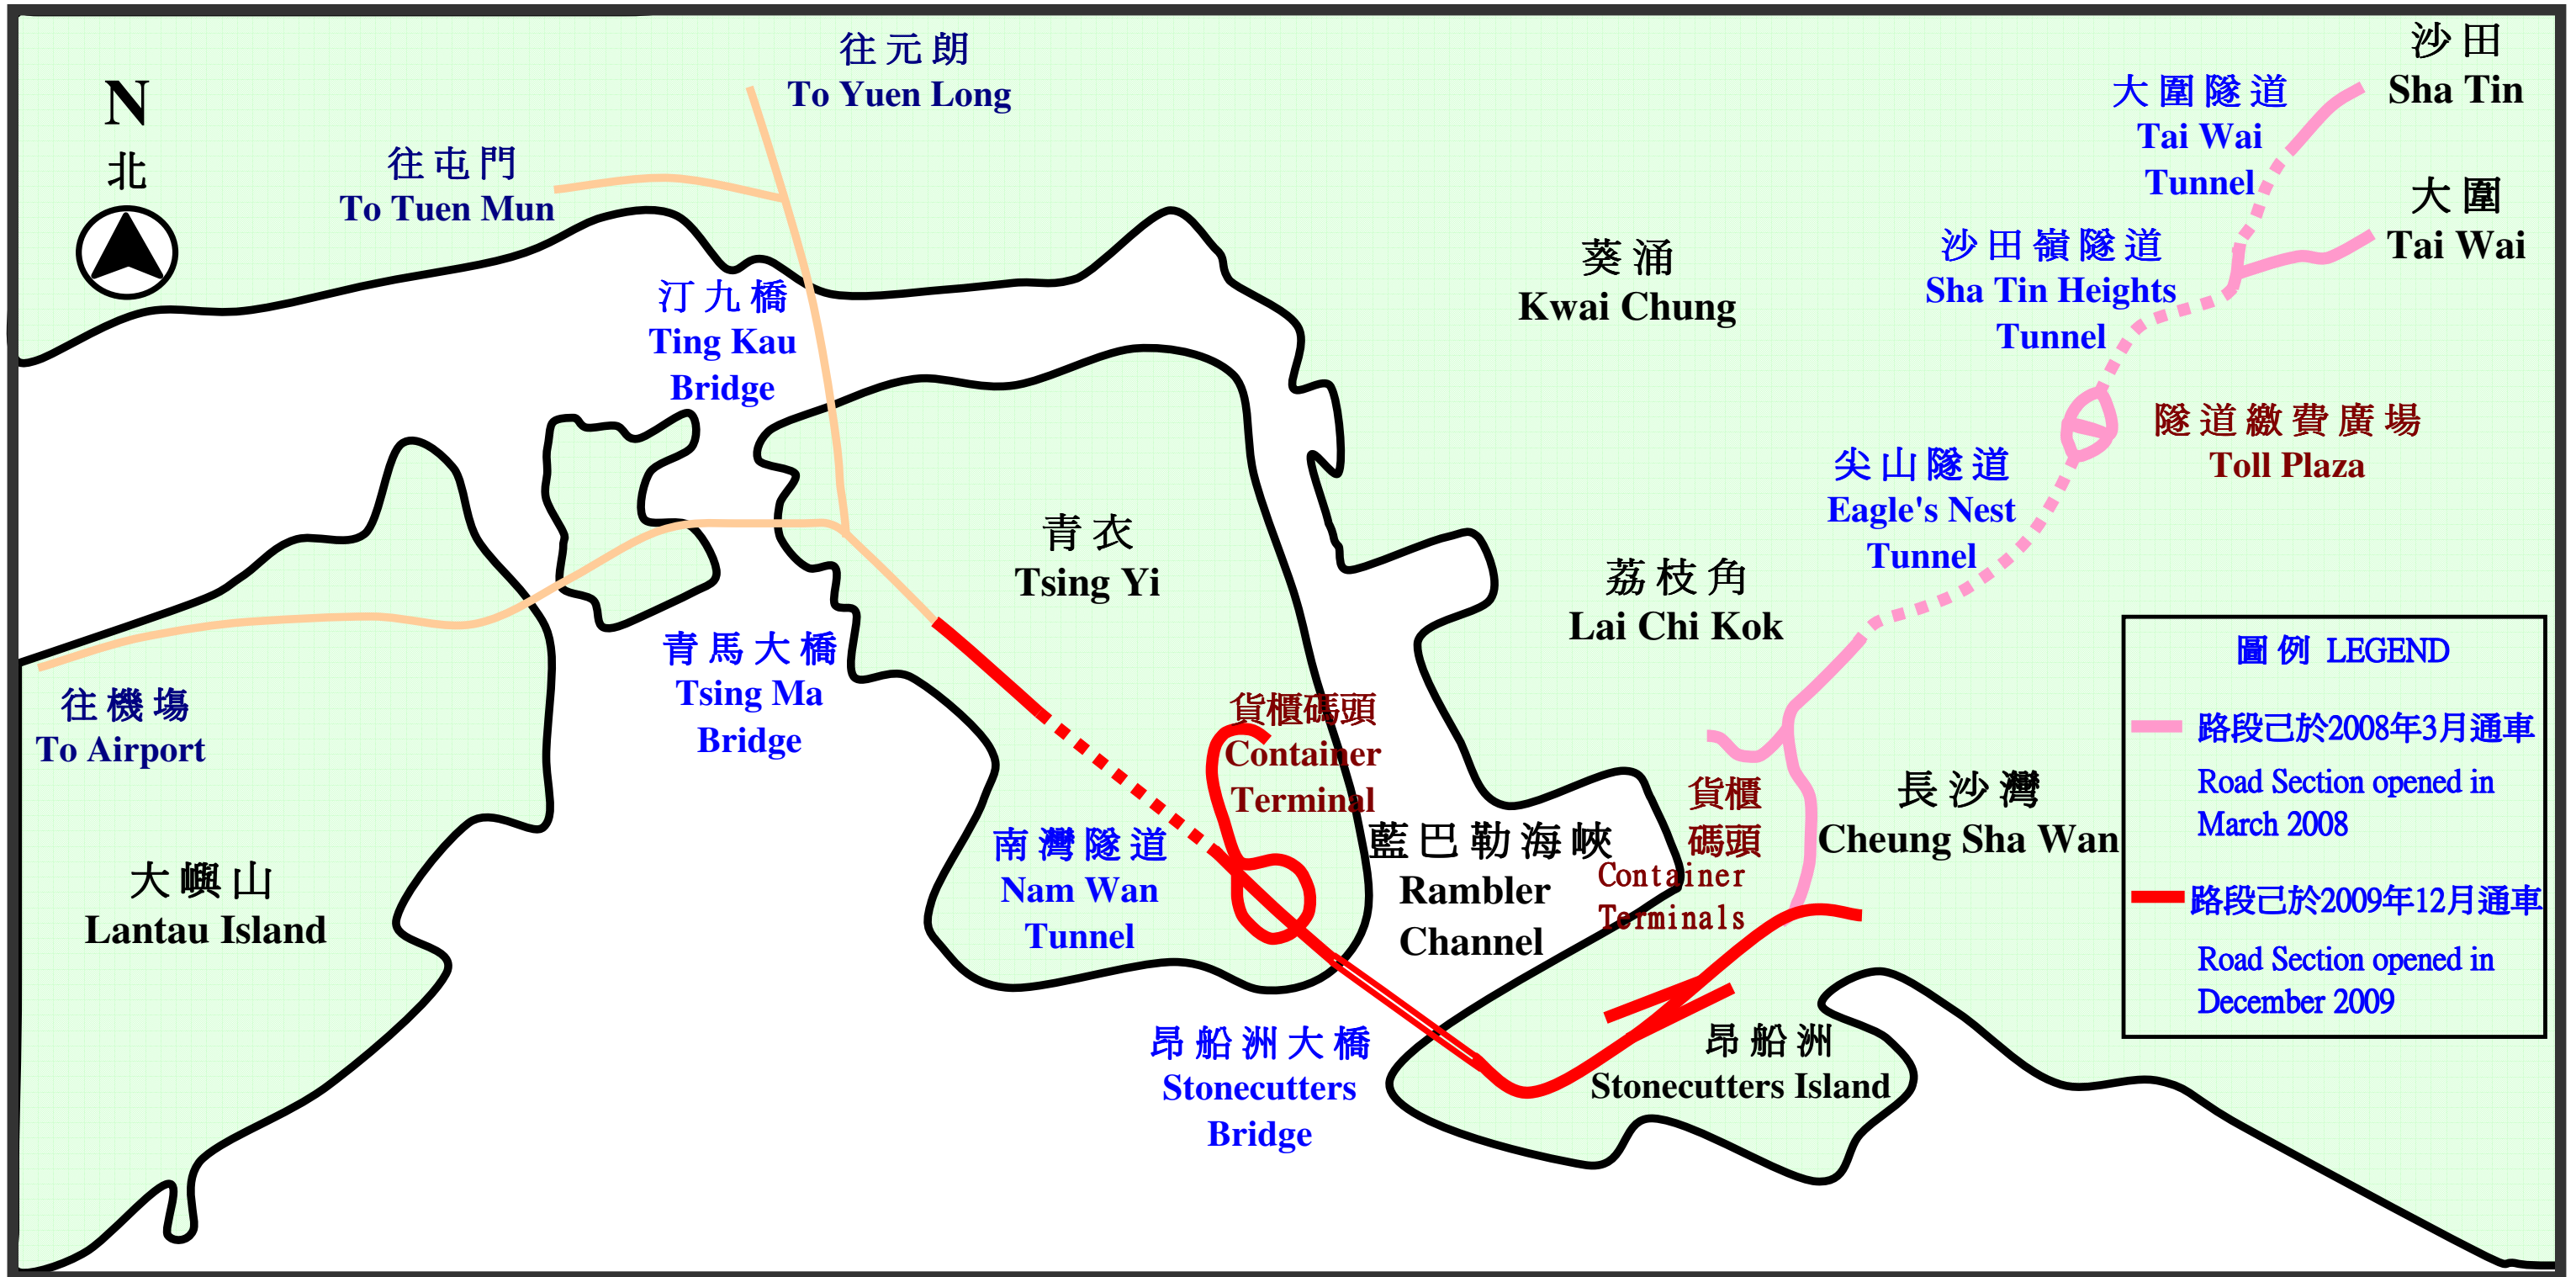 往元朗
To Yuen Long
沙田
Sha Tin
N
北
大圍隧道
Tai Wai
Tunnel
往屯門
To Tuen Mun
大圍
Tai Wai
葵涌
Kwai Chung
沙田嶺隧道
Sha Tin Heights
Tunnel
汀九橋
Ting Kau
Bridge
隧道繳費廣場
Toll Plaza
尖山隧道
Eagle's Nest
Tunnel
青衣
Tsing Yi
荔枝角
Lai Chi Kok
青馬大橋
Tsing Ma
Bridge
往機塲
To Airport
貨櫃碼頭
Container
Terminal
圖例 LEGEND
路段己於2008年3月通車
Road Section opened in
March 2008
路段己於2009年12月通車
Road Section opened in
December 2009
貨櫃
碼頭
Container
Terminals
長沙灣
Cheung Sha Wan
南灣隧道
Nam Wan
Tunnel
藍巴勒海峽
Rambler
Channel
大嶼山
Lantau Island
昂船洲大橋
Stonecutters
Bridge
昂船洲
Stonecutters Island